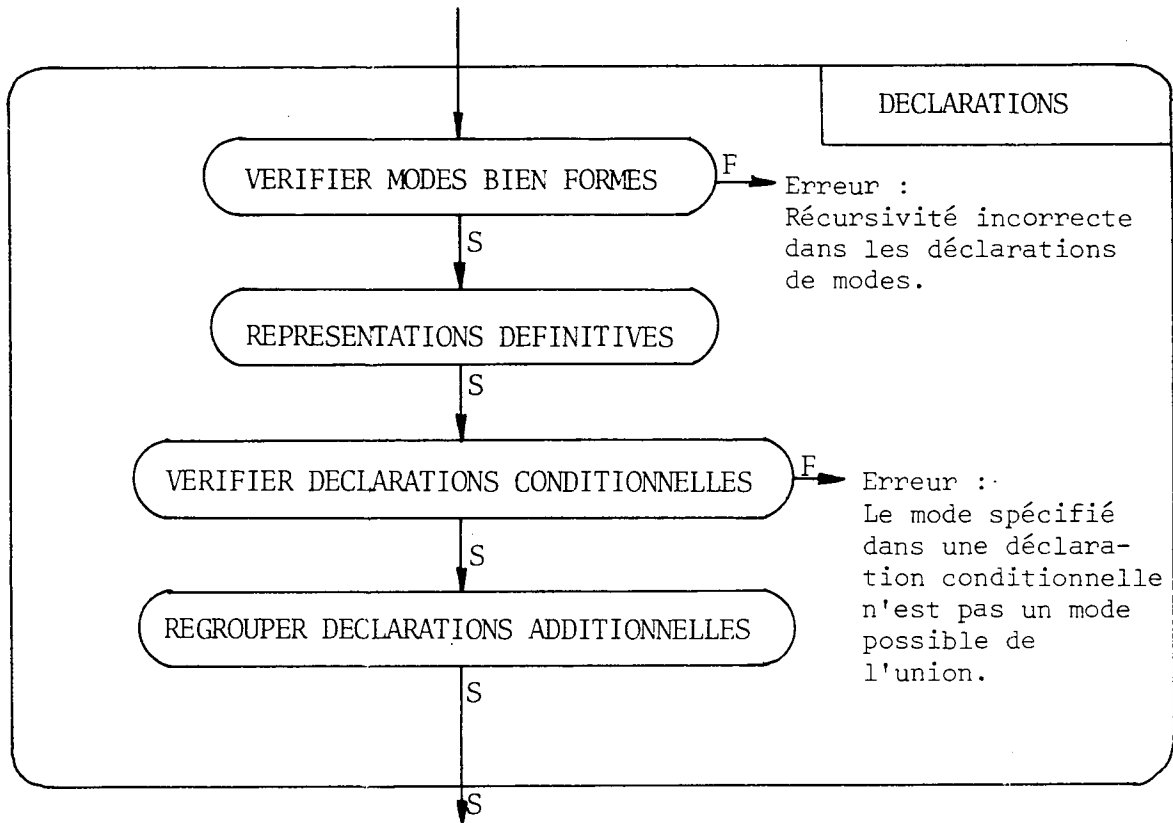 DECLARATIONS
VERIFIER MODES BIEN FORMES
F
Erreur :
Récursivité incorrecte
dans les déclarations
de modes.
S
REPRESENTATIONS DEFINITIVES
S
VERIFIER DECLARATIONS CONDITIONNELLES
F
Erreur :
Le mode spécifié
dans une déclara-
tion conditionnelle
n'est pas un mode
possible de
l'union.
S
REGROUPER DECLARATIONS ADDITIONNELLES
S
S